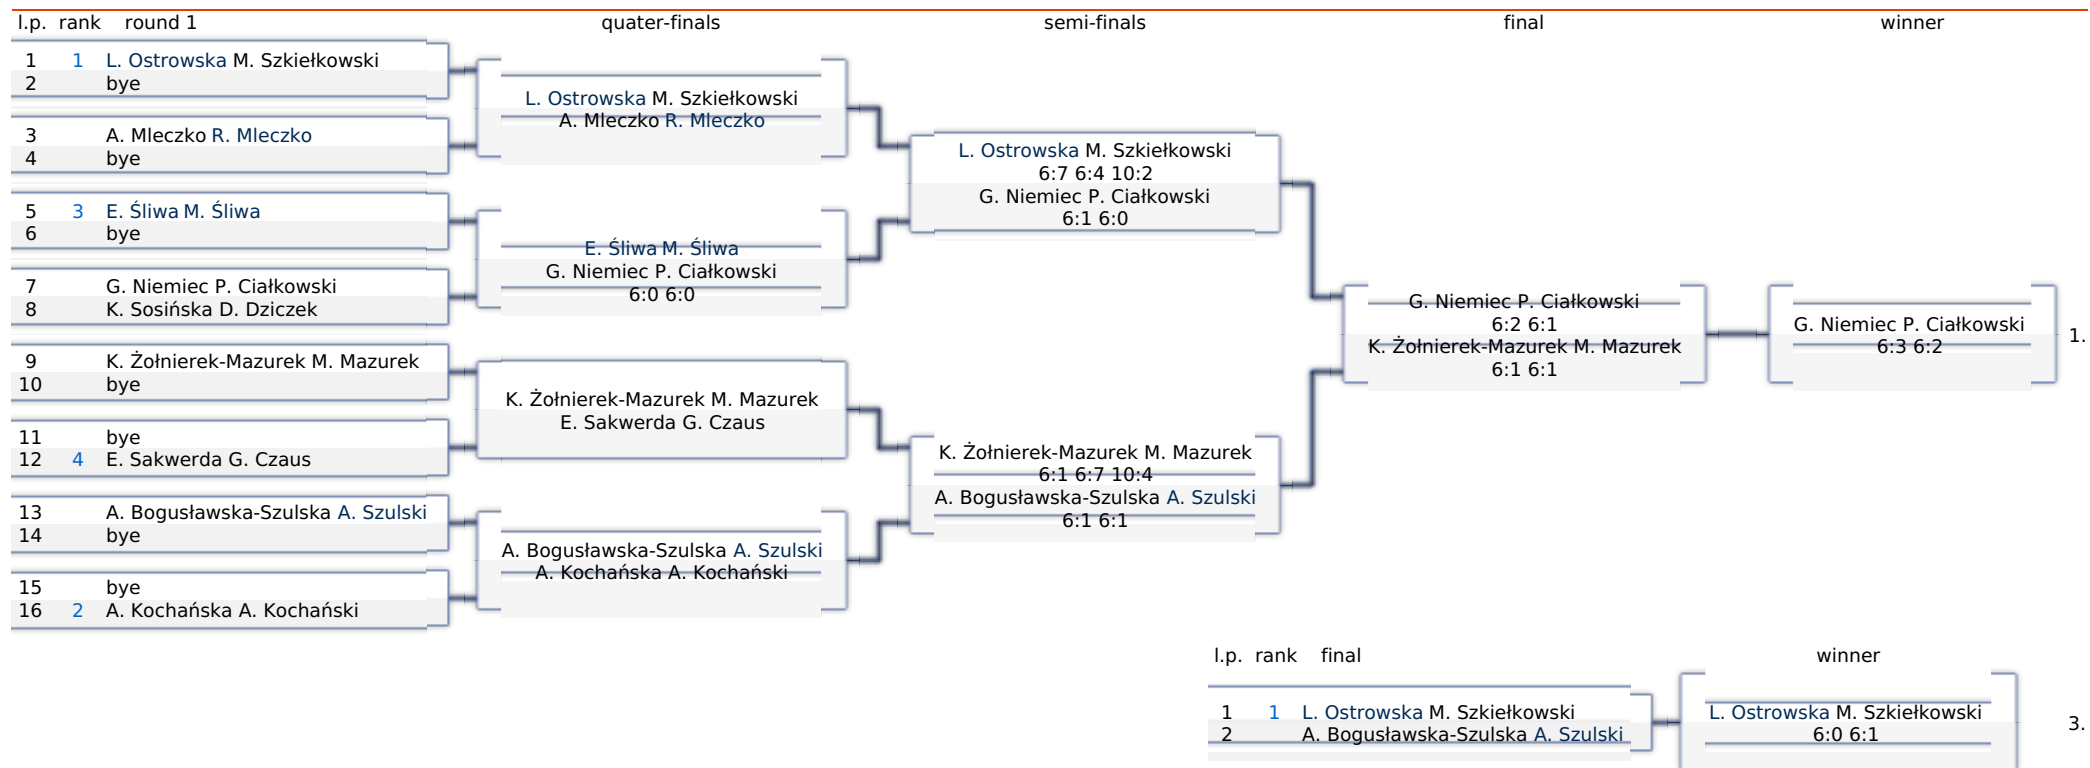 l.p. rank round 1 quater-finals semi-finals final winner
1 1 L. Ostrowska M. Szkiełkowski
2 bye
3 A. Mleczko R. Mleczko
4 bye
5 3 E. Śliwa M. Śliwa
6 bye
7 G. Niemiec P. Ciałkowski
8 K. Sosińska D. Dziczek
9 K. Żołnierek-Mazurek M. Mazurek
10 bye
11 bye
12 4 E. Sakwerda G. Czaus
13 A. Bogusławska-Szulska A. Szulski
14 bye
15 bye
16 2 A. Kochańska A. Kochański
L. Ostrowska M. Szkiełkowski
A. Mleczko R. Mleczko
E. Śliwa M. Śliwa
G. Niemiec P. Ciałkowski
6:0 6:0
K. Żołnierek-Mazurek M. Mazurek
E. Sakwerda G. Czaus
A. Bogusławska-Szulska A. Szulski
A. Kochańska A. Kochański
L. Ostrowska M. Szkiełkowski
6:7 6:4 10:2
G. Niemiec P. Ciałkowski
6:1 6:0
K. Żołnierek-Mazurek M. Mazurek
6:1 6:7 10:4
A. Bogusławska-Szulska A. Szulski
6:1 6:1
G. Niemiec P. Ciałkowski
6:2 6:1
K. Żołnierek-Mazurek M. Mazurek
6:1 6:1
G. Niemiec P. Ciałkowski
6:3 6:2
1.
l.p. rank final winner
1 1 L. Ostrowska M. Szkiełkowski
2 A. Bogusławska-Szulska A. Szulski
L. Ostrowska M. Szkiełkowski
6:0 6:1
3.